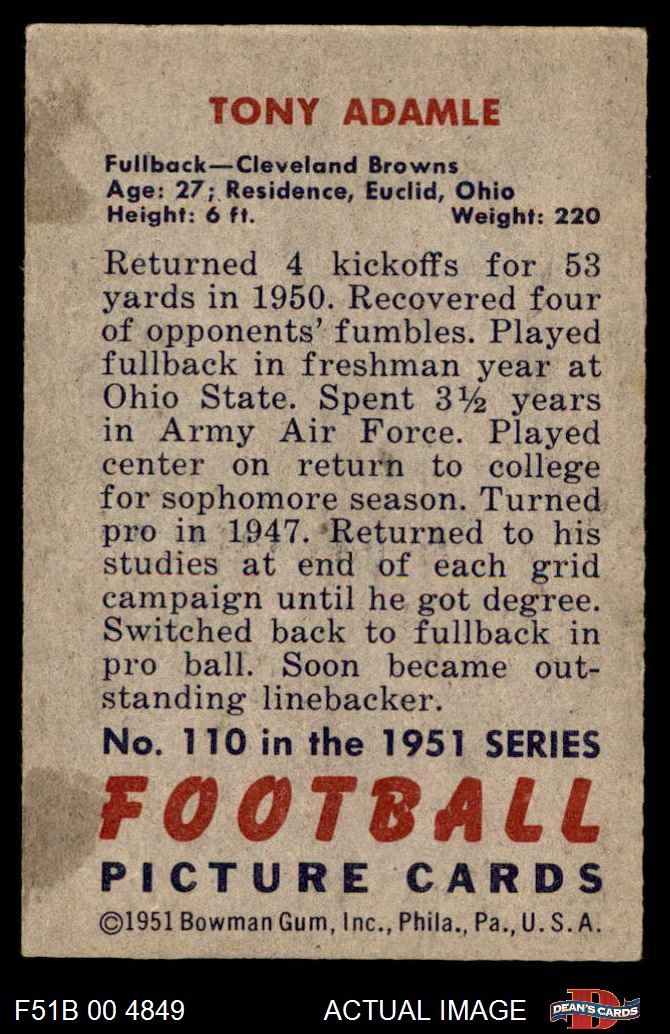 TONY ADAMLE
Fullback—Cleveland Browns
Age: 27; Residence, Euclid, Ohio
Height: 6 ft. Weight: 220
Returned 4 kickoffs for 53
yards in 1950. Recovered four
of opponents' fumbles. Played
fullback in freshman year at
Ohio State. Spent 3½ years
in Army Air Force. Played
center on return to college
for sophomore season. Turned
pro in 1947. Returned to his
studies at end of each grid
campaign until he got degree.
Switched back to fullback in
pro ball. Soon became out-
standing linebacker.
No. 110 in the 1951 SERIES
FOOTBALL
PICTURE CARDS
©1951 Bowman Gum, Inc., Phila., Pa., U. S. A.
F51B 00 4849 ACTUAL IMAGE D DEAN'S CARDS